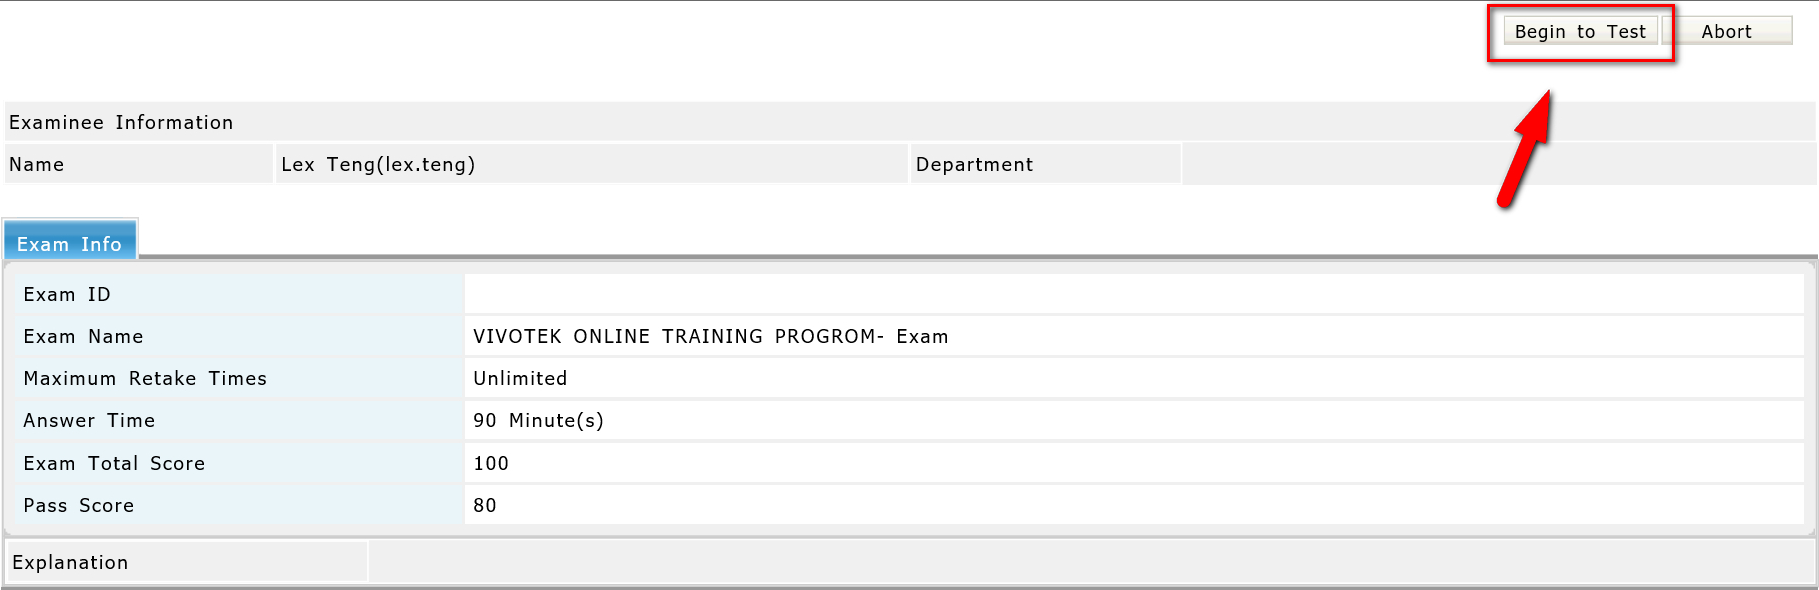 Begin to Test Abort
Examinee Information
Name Lex Teng(lex.teng) Department
Exam Info
Exam ID
Exam Name VIVOTEK ONLINE TRAINING PROGROM- Exam
Maximum Retake Times Unlimited
Answer Time 90 Minute(s)
Exam Total Score 100
Pass Score 80
Explanation